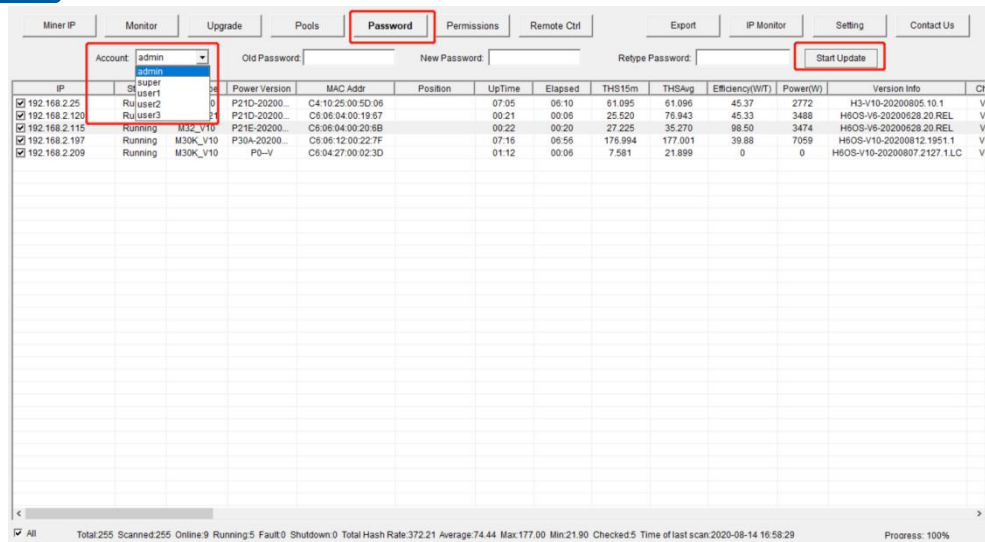 Miner IP Monitor Upgrade Pools Password Permissions Remote Ctrl Export IP Monitor Setting Contact Us
Account: admin Old Password: New Password: Retype Password: Start Update
admin
super
user1
user2
user3
IP Power Version MAC Addr Position UpTime Elapsed THS15m THSAvg Efficiency(W/T) Power(W) Version Info
192.168.2.25 P21D-20200... C4:10:25:00:5D:06 07:05 06:10 61.095 61.096 45.37 2772 H3-V10-20200805.10.1
192.168.2.120 P21D-20200... C6:06:04:00:19:67 00:21 00:06 25.520 76.943 45.33 3488 H6OS-V6-20200628.20.REL
192.168.2.115 Running M32_V10 P21E-20200... C6:06:04:00:20:6B 00:22 00:20 27.225 35.270 98.50 3474 H6OS-V6-20200628.20.REL
192.168.2.197 Running M30K_V10 P30A-20200... C6:06:12:00:22:7F 07:16 06:56 176.994 177.001 39.88 7059 H6OS-V10-20200812.1951.1
192.168.2.209 Running M30K_V10 P0--V C6:04:27:00:02:3D 01:12 00:06 7.581 21.899 0 0 H6OS-V10-20200807.2127.1.LC
All Total:255 Scanned:255 Online:9 Running:5 Fault:0 Shutdown:0 Total Hash Rate:372.21 Average:74.44 Max:177.00 Min:21.90 Checked:5 Time of last scan:2020-08-14 16:58:29 Progress: 100%